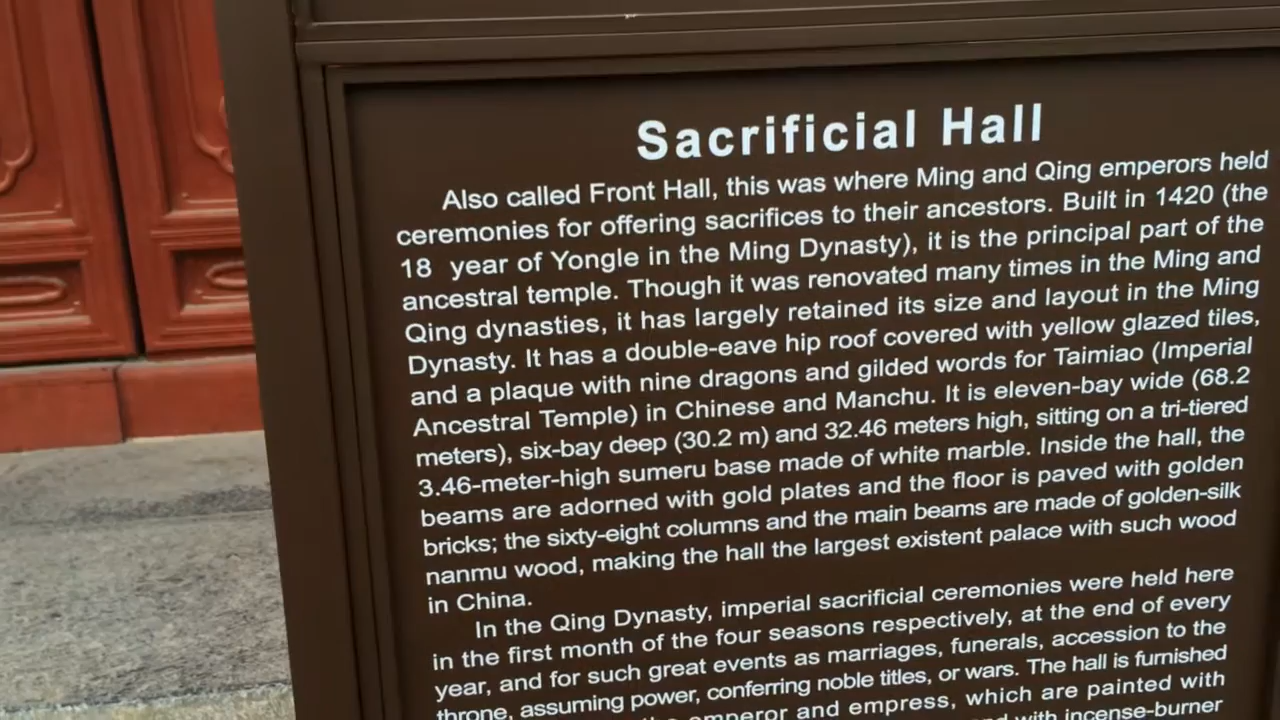 Sacrificial Hall
Also called Front Hall, this was where Ming and Qing emperors held
ceremonies for offering sacrifices to their ancestors. Built in 1420 (the
18 year of Yongle in the Ming Dynasty), it is the principal part of the
ancestral temple. Though it was renovated many times in the Ming and
Qing dynasties, it has largely retained its size and layout in the Ming
Dynasty. It has a double-eave hip roof covered with yellow glazed tiles,
and a plaque with nine dragons and gilded words for Taimiao (Imperial
Ancestral Temple) in Chinese and Manchu. It is eleven-bay wide (68.2
meters), six-bay deep (30.2 m) and 32.46 meters high, sitting on a tri-tiered
3.46-meter-high sumeru base made of white marble. Inside the hall, the
beams are adorned with gold plates and the floor is paved with golden
bricks; the sixty-eight columns and the main beams are made of golden-silk
nanmu wood, making the hall the largest existent palace with such wood
in China.
In the Qing Dynasty, imperial sacrificial ceremonies were held here
in the first month of the four seasons respectively, at the end of every
year, and for such great events as marriages, funerals, accession to the
throne, assuming power, conferring noble titles, or wars. The hall is furnished
emperor and empress, which are painted with
with incense-burner